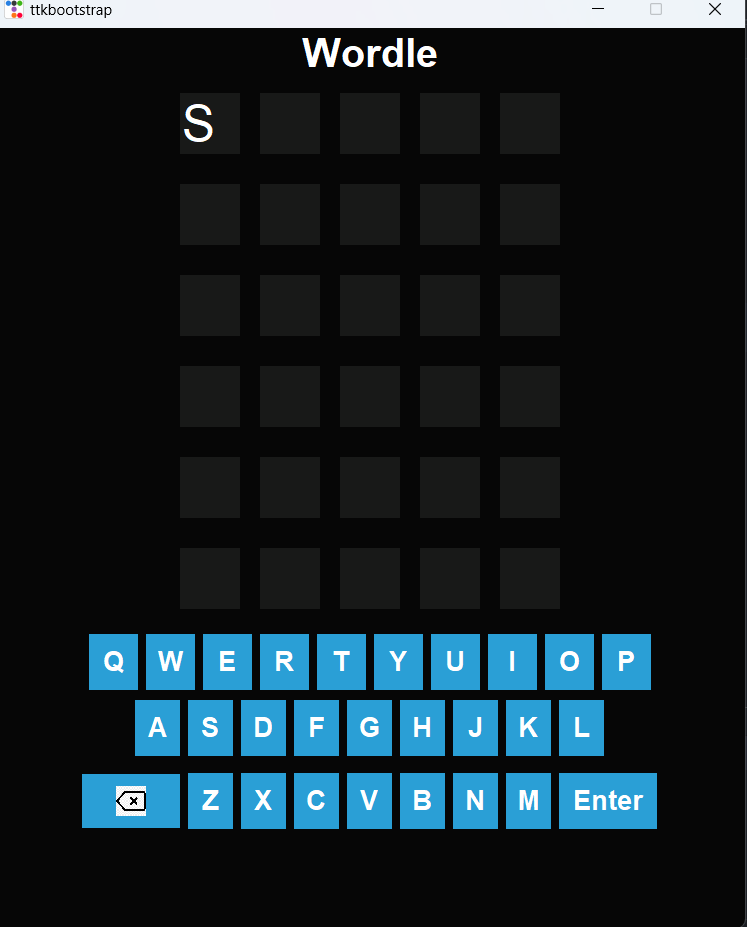 ttkbootstrap
Wordle
S
Q W E R T Y U I O P
A S D F G H J K L
Z X C V B N M Enter